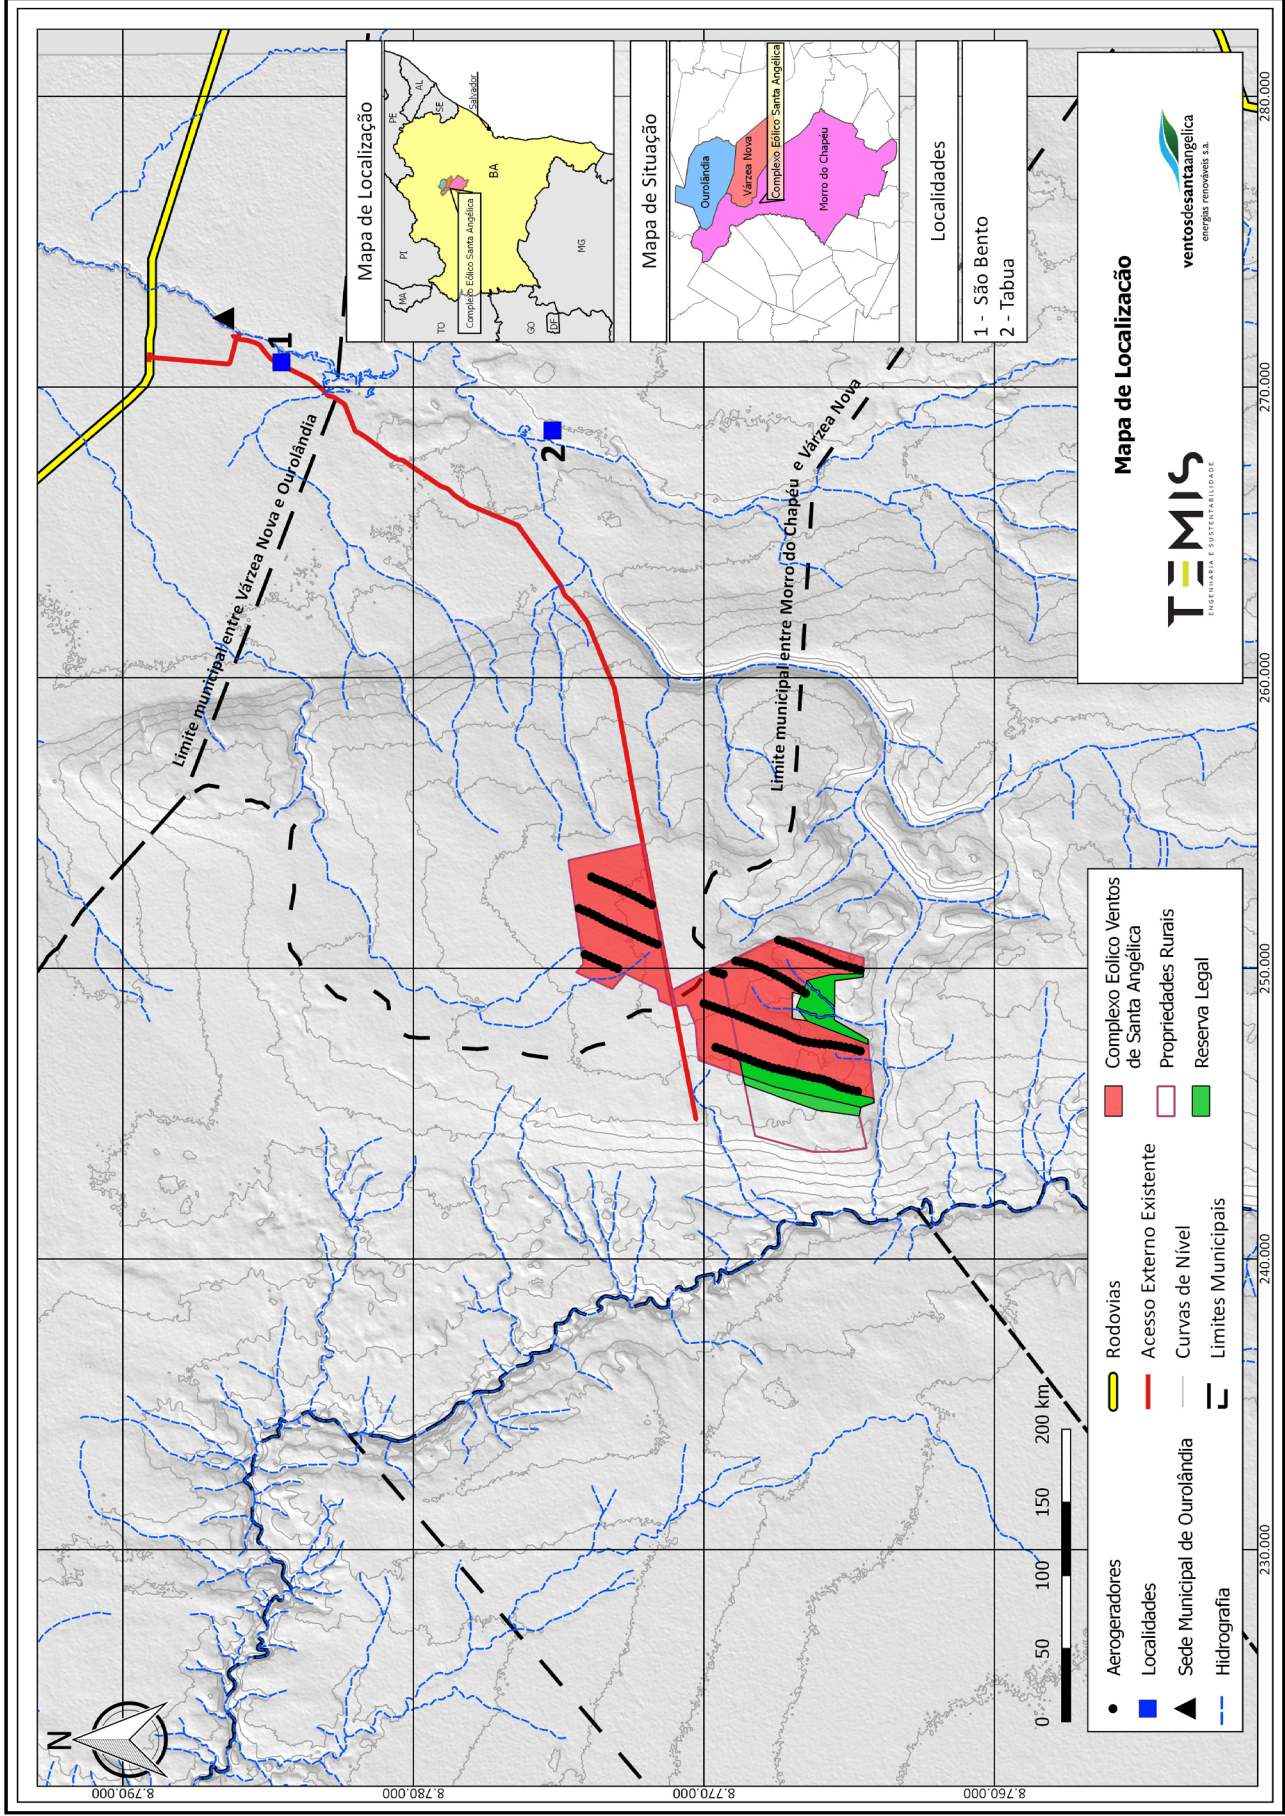 N
8.790.000
8.780.000
8.770.000
8.760.000
230.000
240.000
250.000
260.000
270.000
280.000
Limite municipal entre Várzea Nova e Ourolândia
Limite municipal entre Morro do Chapéu e Várzea Nova
1
2
Mapa de Localização
MA
PI
PE
AL
SE
Salvador
TO
BA
Complexo Eólico Santa Angélica
GO
DF
MG
Mapa de Situação
Ourolândia
Várzea Nova
Complexo Eólico Santa Angélica
Morro do Chapéu
Localidades
1 - São Bento
2 - Tabua
0 50 100 150 200 km
Aerogeradores
Localidades
Sede Municipal de Ourolândia
Hidrografia
Rodovias
Acesso Externo Existente
Curvas de Nível
Limites Municipais
Complexo Eolico Ventos
de Santa Angélica
Propriedades Rurais
Reserva Legal
Mapa de Localizacão
TEMIS
ENGENHARIA E SUSTENTABILIDADE
ventosdesantangelica
energias renováveis s.a.